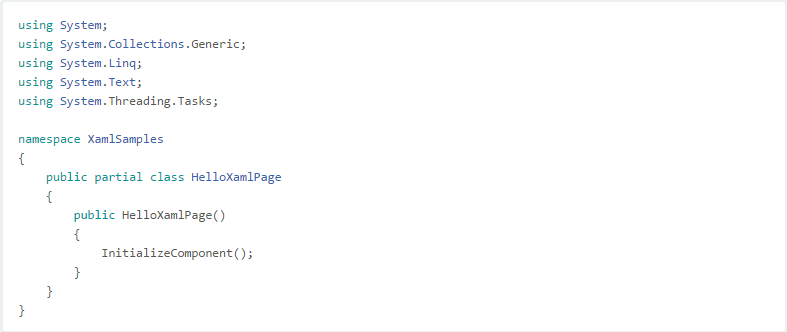 using System;
using System.Collections.Generic;
using System.Linq;
using System.Text;
using System.Threading.Tasks;

namespace XamlSamples
{
    public partial class HelloXamlPage
    {
        public HelloXamlPage()
        {
            InitializeComponent();
        }
    }
}